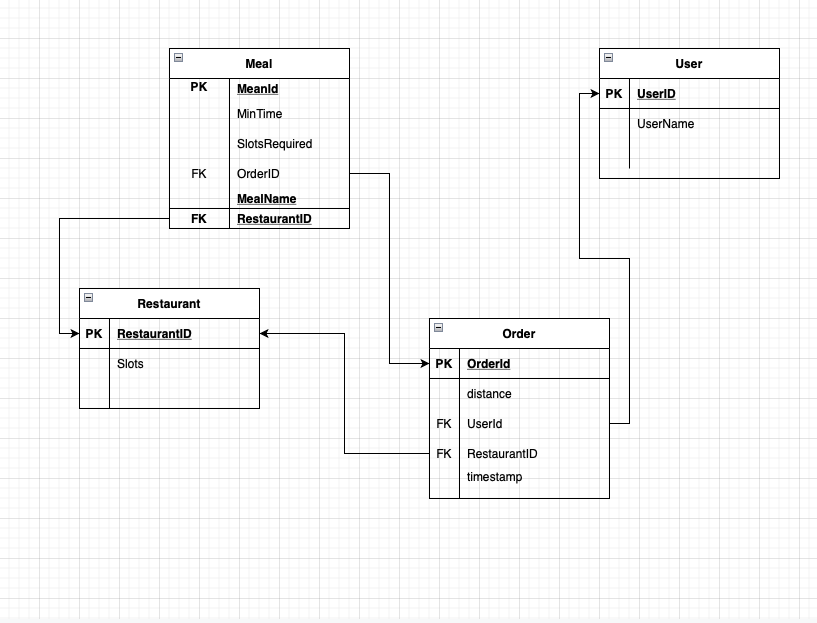 Meal
PK MeanId
MinTime
SlotsRequired
FK OrderID
MealName
FK RestaurantID
User
PK UserID
UserName
Restaurant
PK RestaurantID
Slots
Order
PK OrderId
distance
FK UserId
FK RestaurantID
timestamp